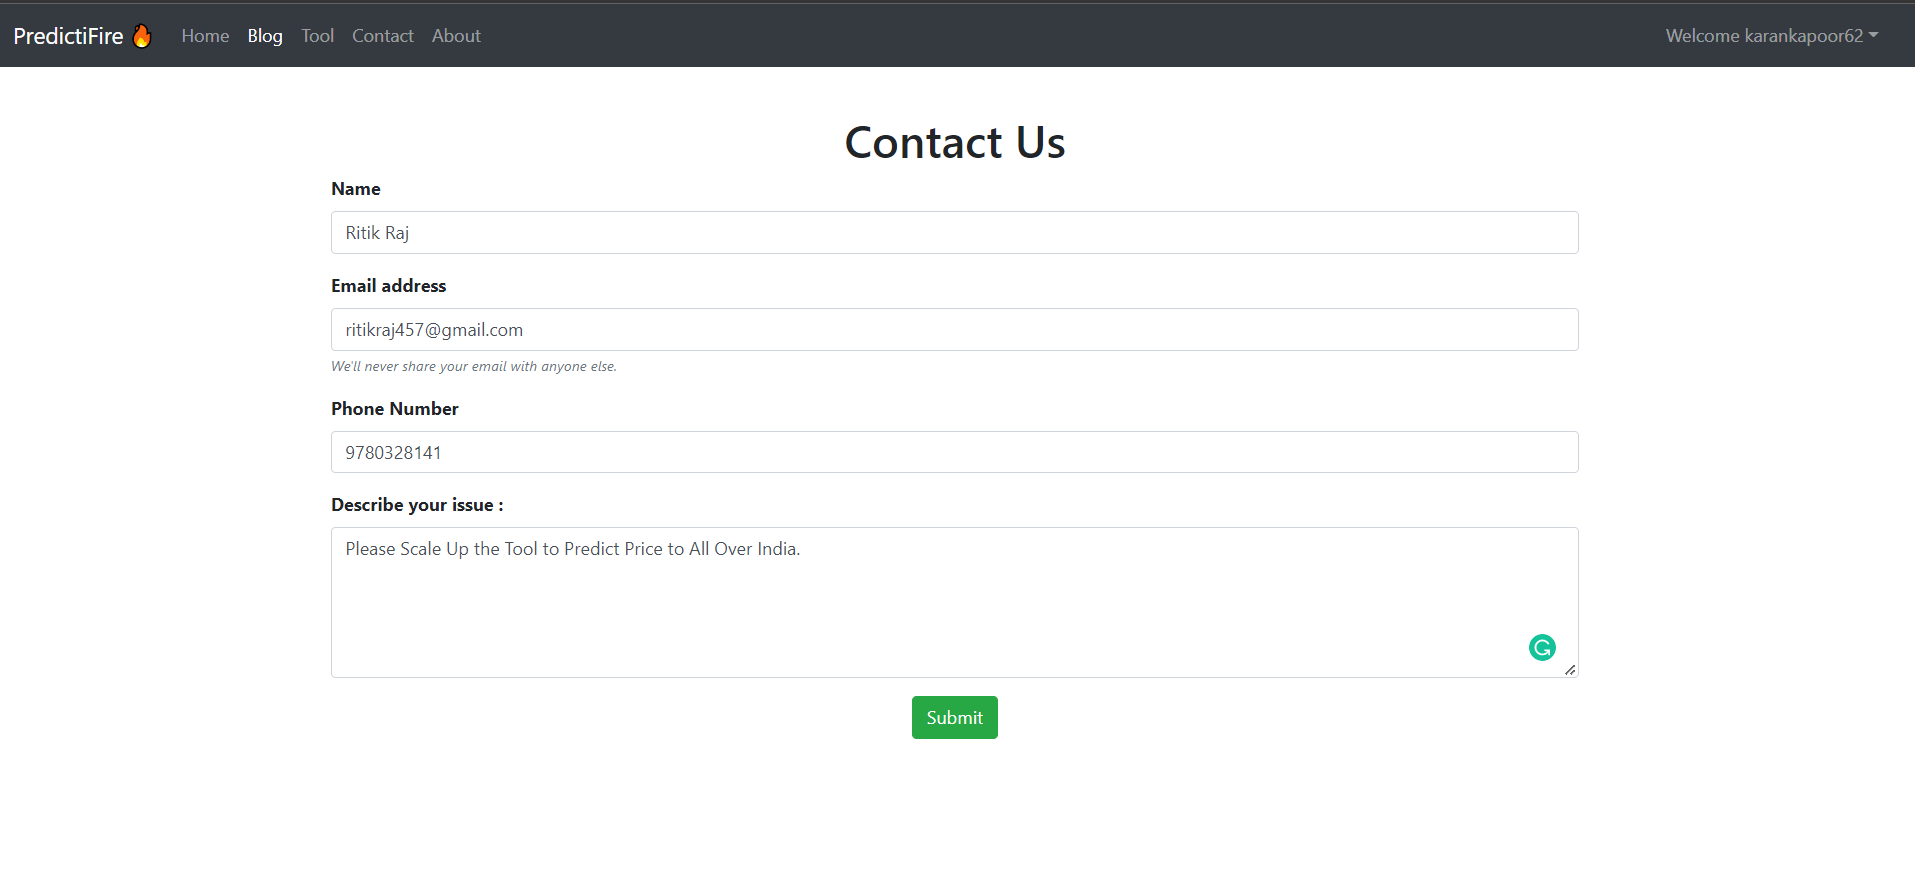 PredictiFire 🔥 Home Blog Tool Contact About Welcome karankapoor62
Contact Us
Name
Ritik Raj
Email address
ritikraj457@gmail.com
We'll never share your email with anyone else.
Phone Number
9780328141
Describe your issue :
Please Scale Up the Tool to Predict Price to All Over India.
Submit